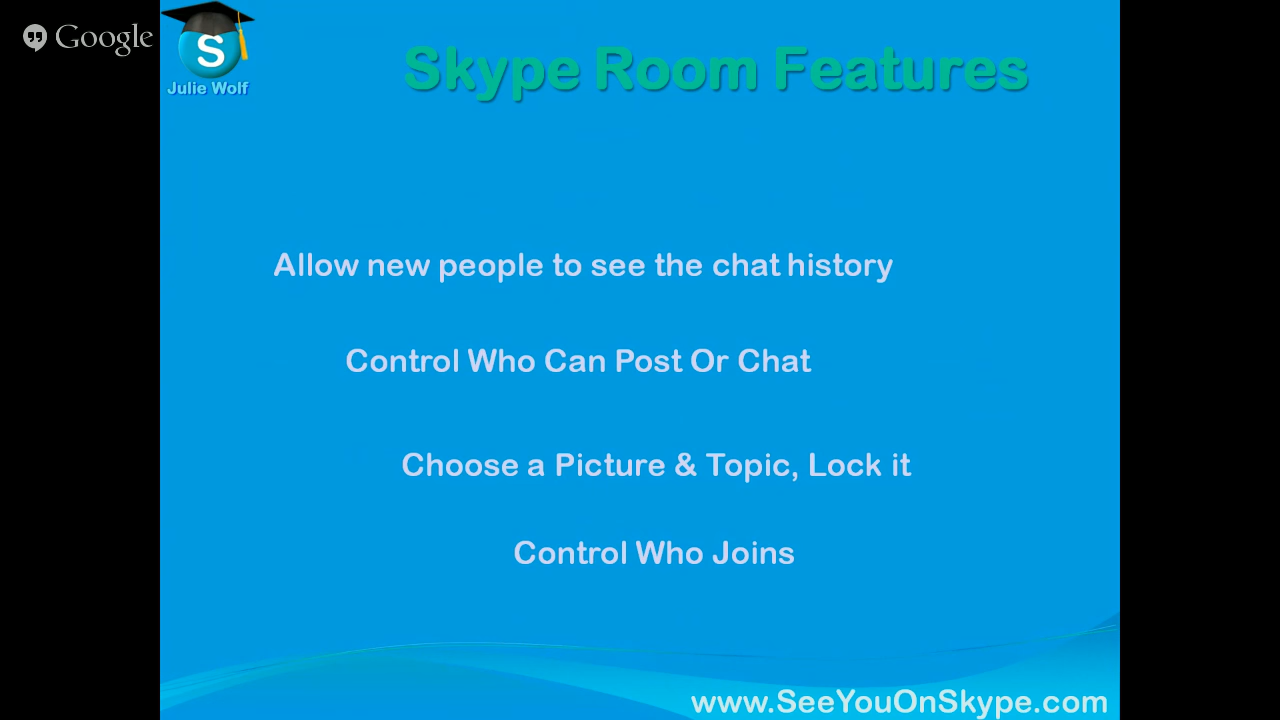 Google
S
Julie Wolf
Skype Room Features
Allow new people to see the chat history
Control Who Can Post Or Chat
Choose a Picture & Topic, Lock it
Control Who Joins
www.SeeYouOnSkype.com